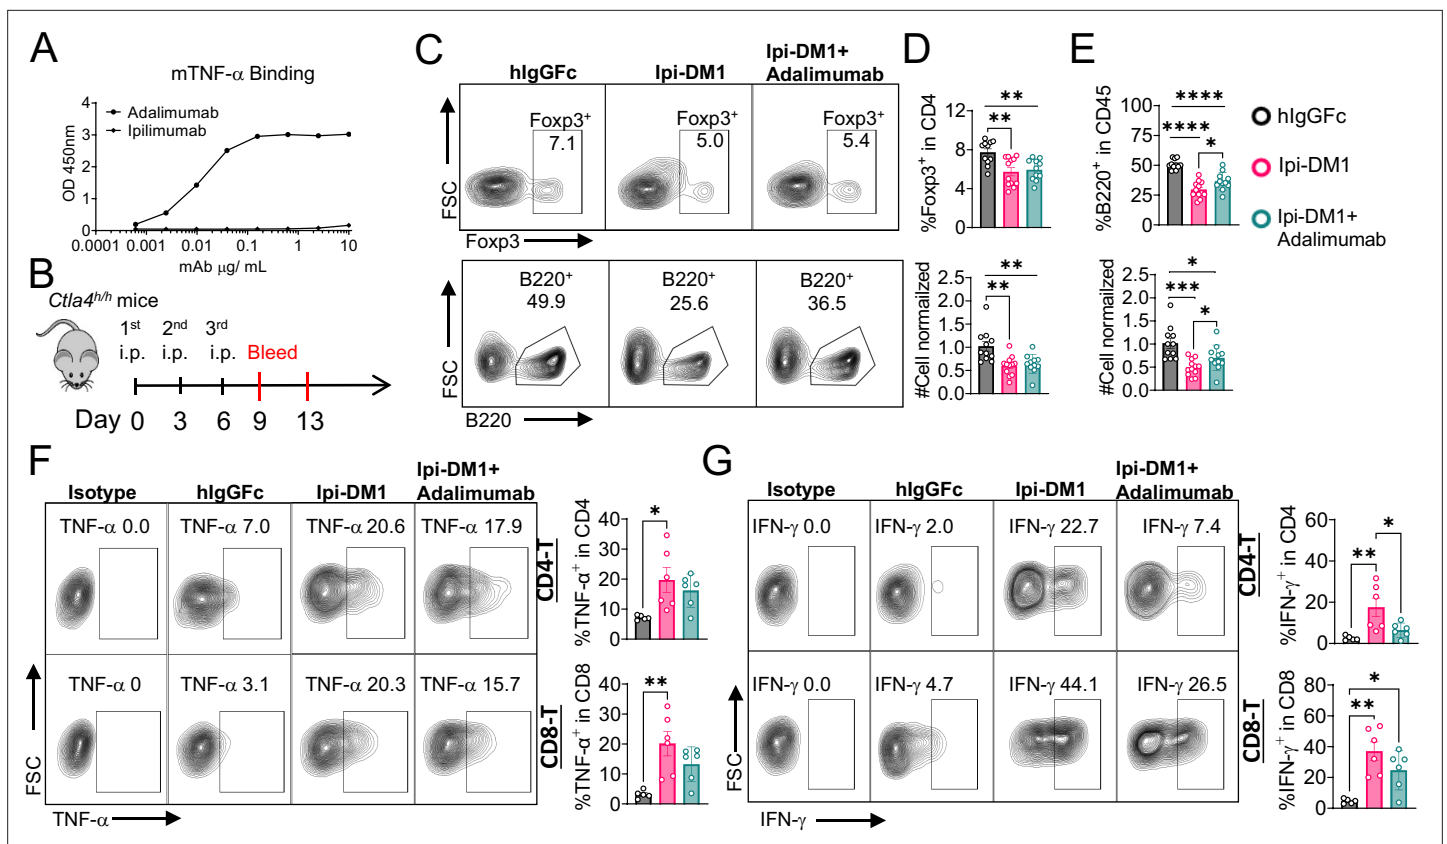 A
mTNF-α Binding
Adalimumab
Ipilimumab
OD 450nm
4
3
2
1
0
0.0001 0.001 0.01 0.1 1 10
mAb μg/ mL
B
Ctla4h/h mice
1st 2nd 3rd
i.p. i.p. i.p. Bleed
Day 0 3 6 9 13
C
hIgGFc Ipi-DM1 Ipi-DM1+
Adalimumab
Foxp3+ Foxp3+ Foxp3+
7.1 5.0 5.4
FSC
Foxp3
B220+ B220+ B220+
49.9 25.6 36.5
FSC
B220
D
** 
**
%Foxp3+ in CD4
12
8
4
0
**
**
#Cell normailzed
2.5
2.0
1.5
1.0
0.5
0.0
E
****
****
*
%B220+ in CD45
100
75
50
25
0
*
***
*
#Cell normailzed
2.5
2.0
1.5
1.0
0.5
0.0
hIgGFc
Ipi-DM1
Ipi-DM1+
Adalimumab
F
Isotype hIgGFc Ipi-DM1 Ipi-DM1+
Adalimumab
TNF-α 0.0 TNF-α 7.0 TNF-α 20.6 TNF-α 17.9
CD4-T
TNF-α 0 TNF-α 3.1 TNF-α 20.3 TNF-α 15.7
CD8-T
FSC
TNF-α
*
%TNF-α+ in CD4
40
30
20
10
0
**
%TNF-α+ in CD8
40
30
20
10
0
G
Isotype hIgGFc Ipi-DM1 Ipi-DM1+
Adalimumab
IFN-γ 0.0 IFN-γ 2.0 IFN-γ 22.7 IFN-γ 7.4
CD4-T
IFN-γ 0.0 IFN-γ 4.7 IFN-γ 44.1 IFN-γ 26.5
CD8-T
FSC
IFN-γ
*
**
%IFN-γ+ in CD4
60
40
20
0
*
**
%IFN-γ+ in CD8
80
60
40
20
0